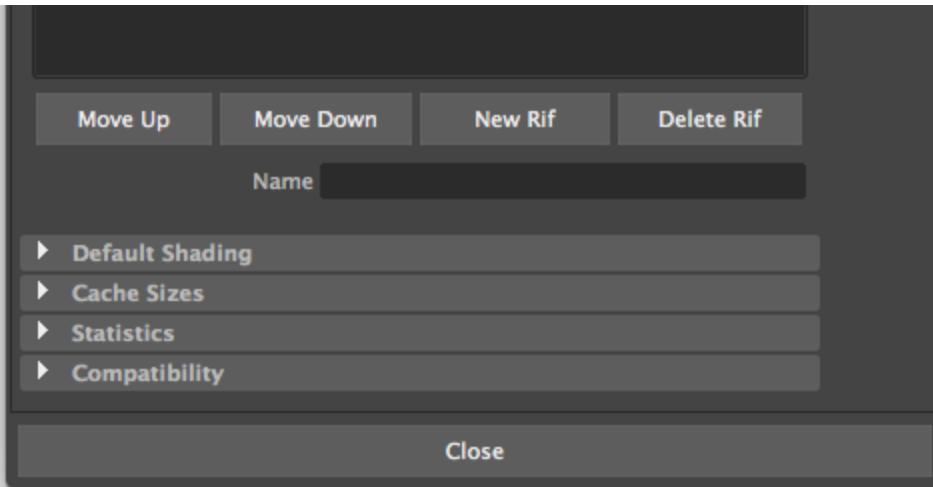 Move Up Move Down New Rif Delete Rif
Name
Default Shading
Cache Sizes
Statistics
Compatibility
Close